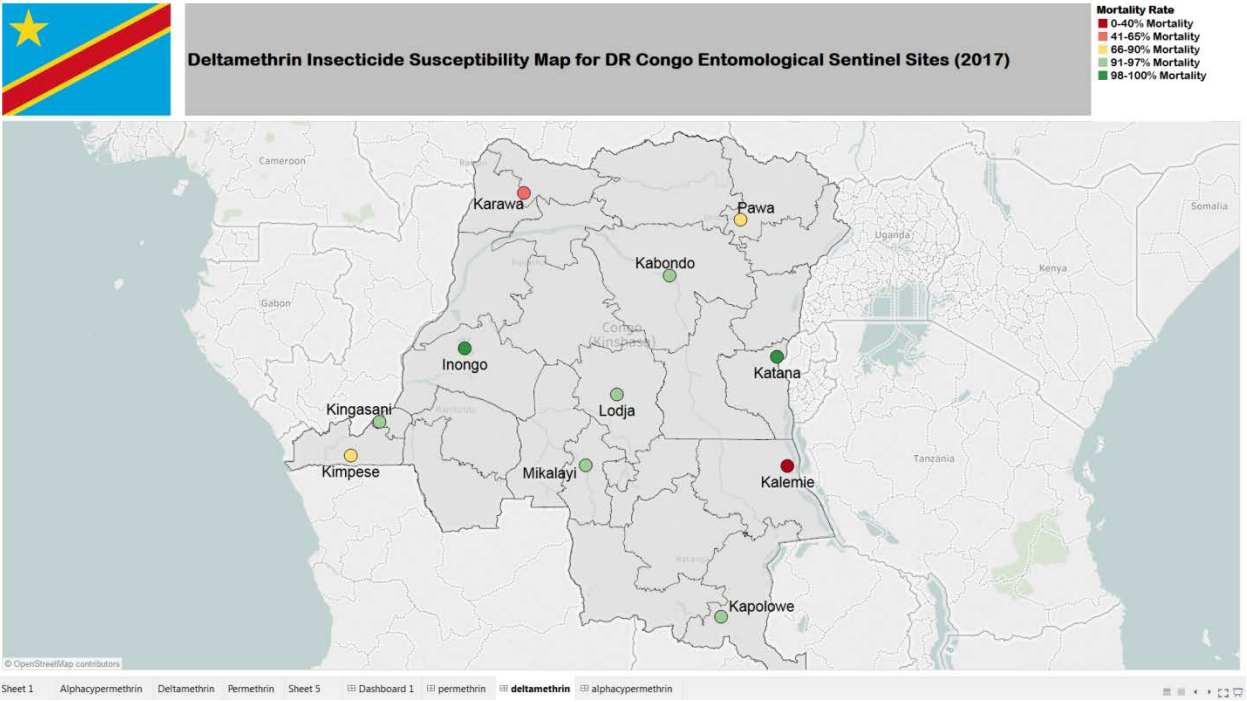 Mortality Rate
0-40% Mortality
41-65% Mortality
66-90% Mortality
91-97% Mortality
98-100% Mortality
Deltamethrin Insecticide Susceptibility Map for DR Congo Entomological Sentinel Sites (2017)
Cameroon
Karawa
Pawa
Somalia
Uganda
Kabondo
Kenya
Gabon
Congo
(Kinshasa)
Inongo
Katana
Kingasani
Bandundu
Lodja
Kimpese
Mikalayi
Kalemie
Tanzania
Katanga
Kapolowe
© OpenStreetMap contributors
Sheet 1 Alphacypermethrin Deltamethrin Permethrin Sheet 5 Dashboard 1 permethrin deltamethrin alphacypermethrin